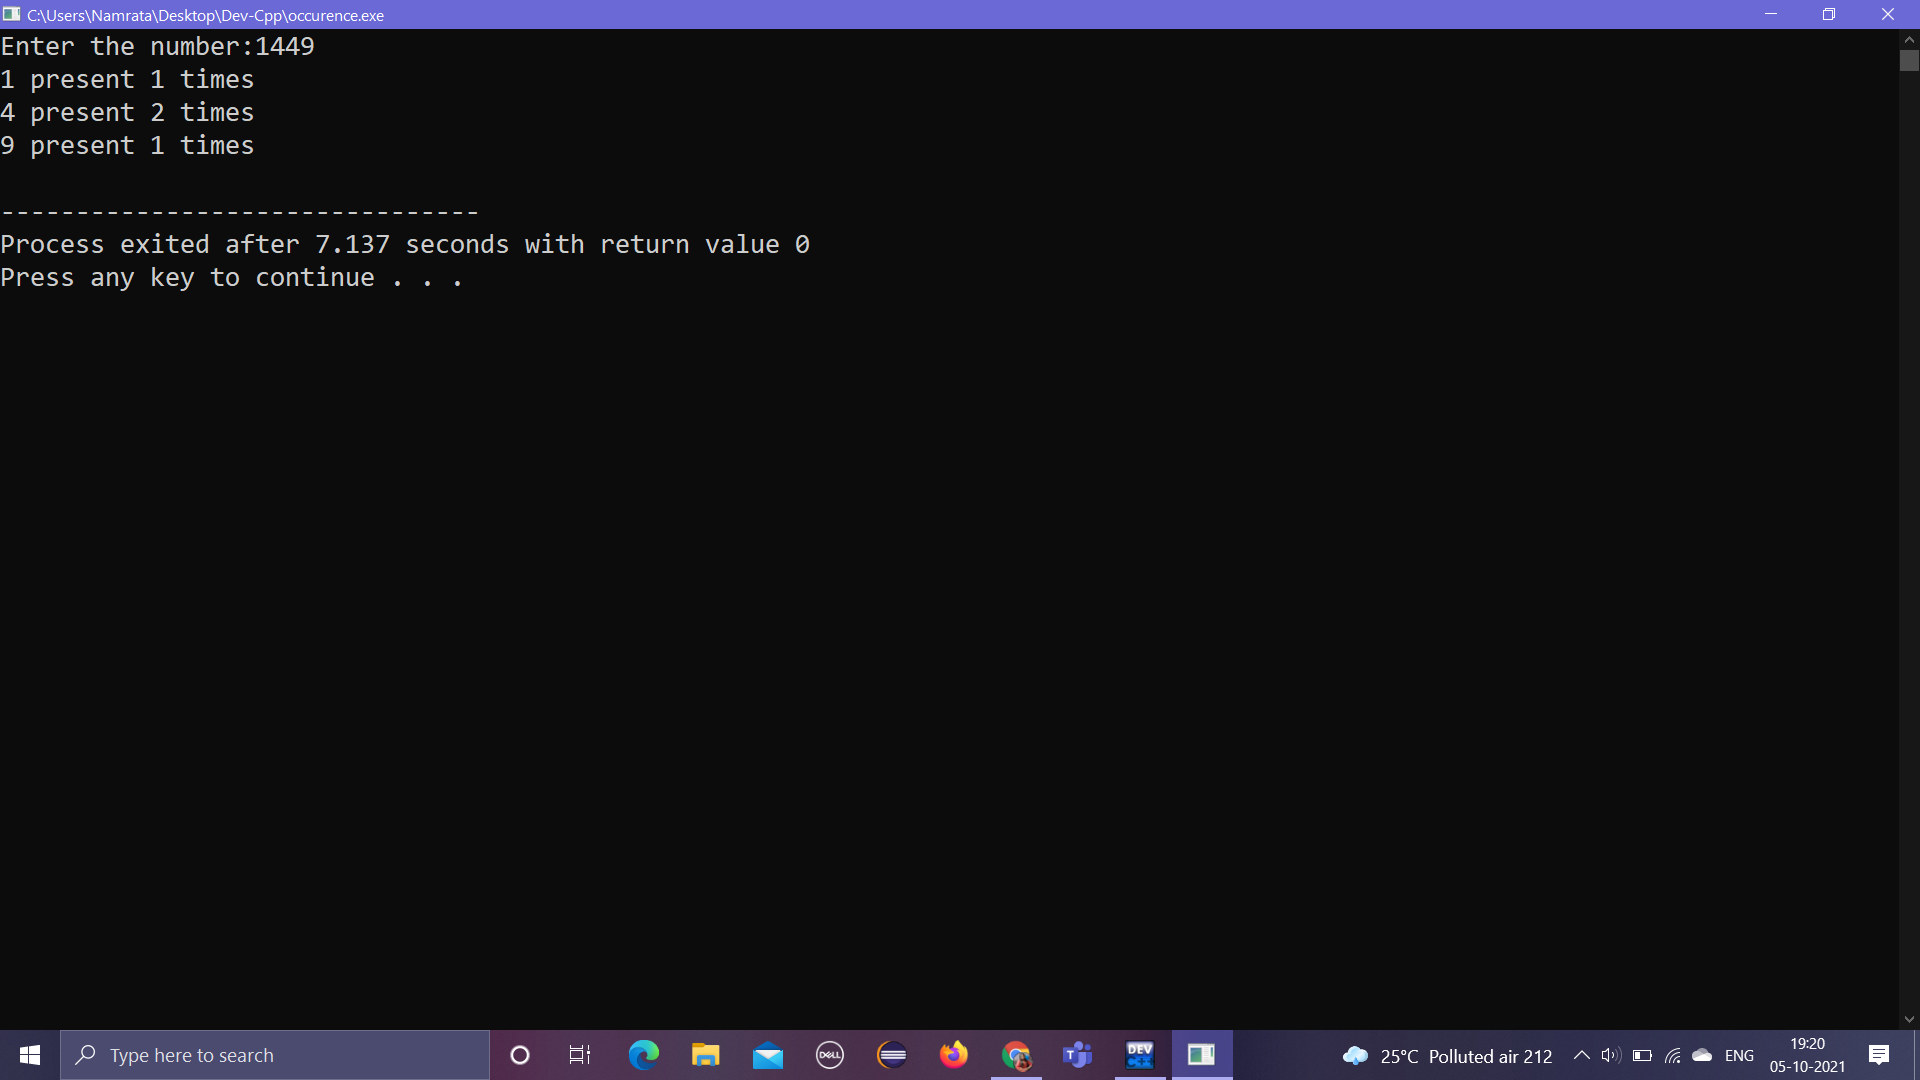 C:\Users\Namrata\Desktop\Dev-Cpp\occurence.exe
Enter the number:1449
1 present 1 times
4 present 2 times
9 present 1 times
--------------------------------
Process exited after 7.137 seconds with return value 0
Press any key to continue . . .
Type here to search
DELL
T
DEV
C++
25°C Polluted air 212
ENG
19:20
05-10-2021